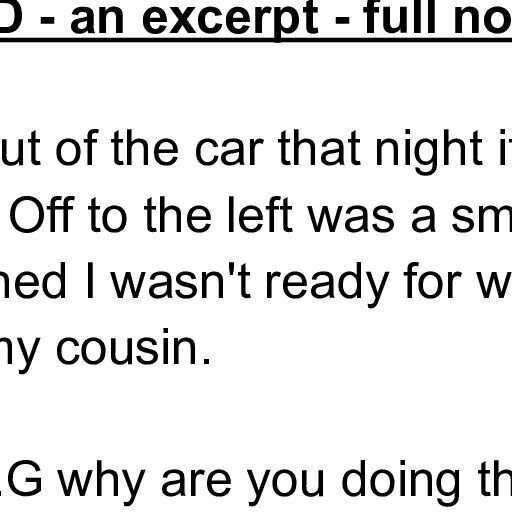 D - an excerpt - full no
ut of the car that night i
Off to the left was a sm
ned I wasn't ready for w
my cousin.
.G why are you doing th